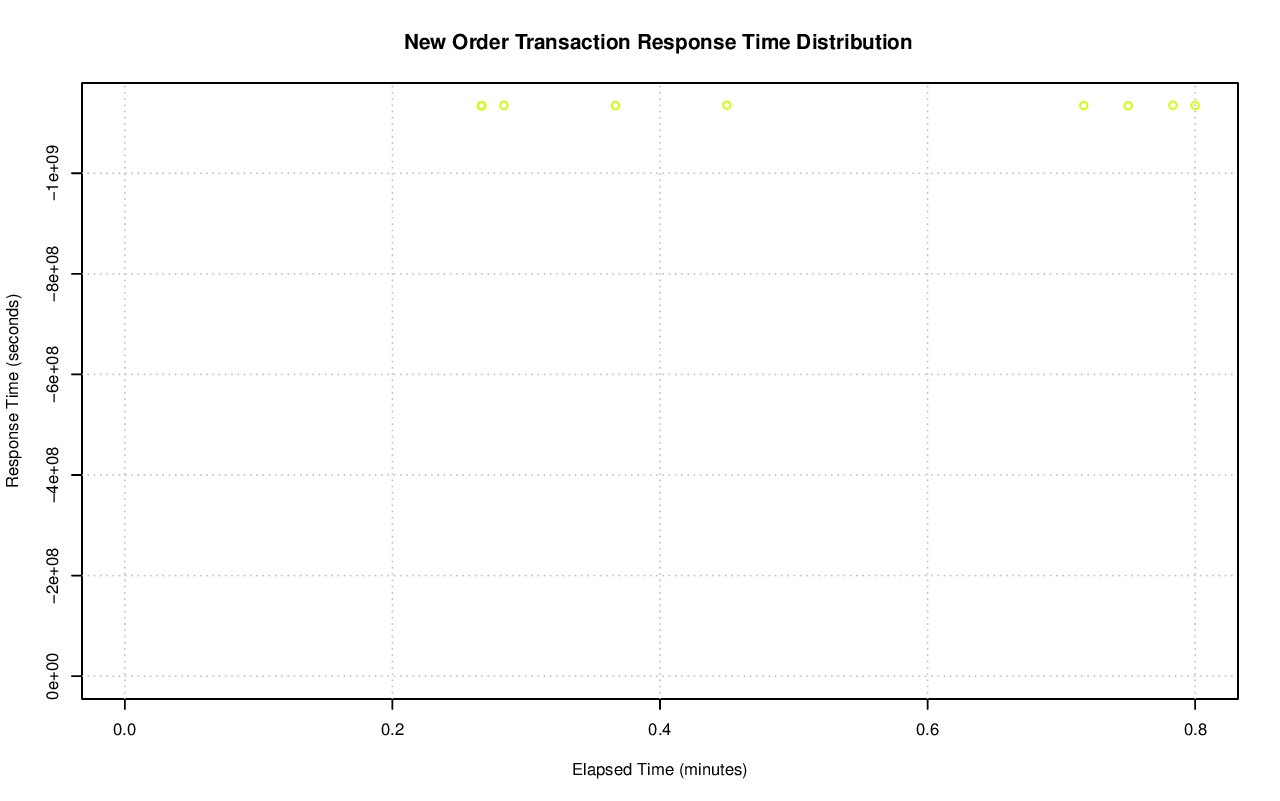 New Order Transaction Response Time Distribution
Response Time (seconds)
−1e+09
−8e+08
−6e+08
−4e+08
−2e+08
0e+00
0.0 0.2 0.4 0.6 0.8
Elapsed Time (minutes)